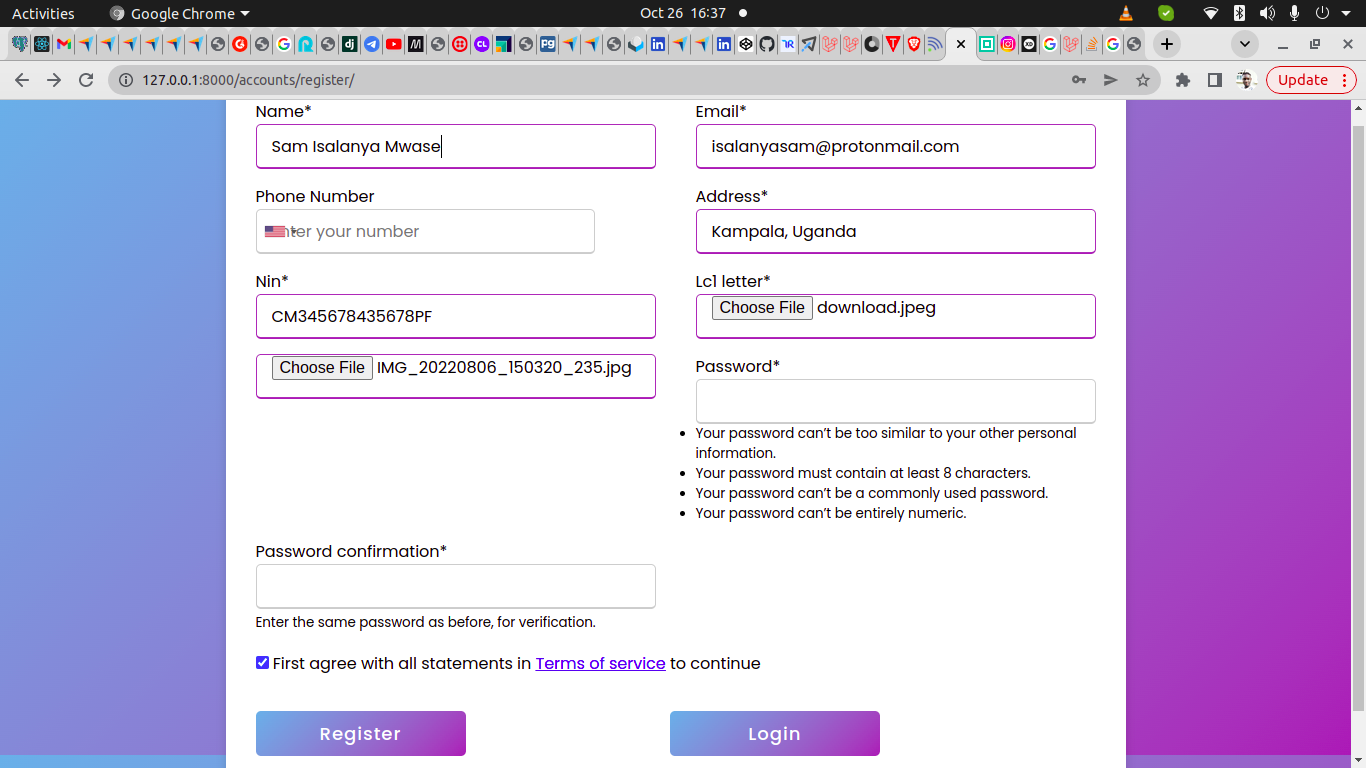 Activities Google Chrome Oct 26 16:37
127.0.0.1:8000/accounts/register/ Update
Name* Email*
Sam Isalanya Mwase isalanyasam@protonmail.com
Phone Number Address*
ter your number Kampala, Uganda
Nin* Lc1 letter*
CM345678435678PF Choose File download.jpeg
Choose File IMG_20220806_150320_235.jpg
Password*
Your password can't be too similar to your other personal
information.
Your password must contain at least 8 characters.
Your password can't be a commonly used password.
Your password can't be entirely numeric.
Password confirmation*
Enter the same password as before, for verification.
First agree with all statements in Terms of service to continue
Register Login